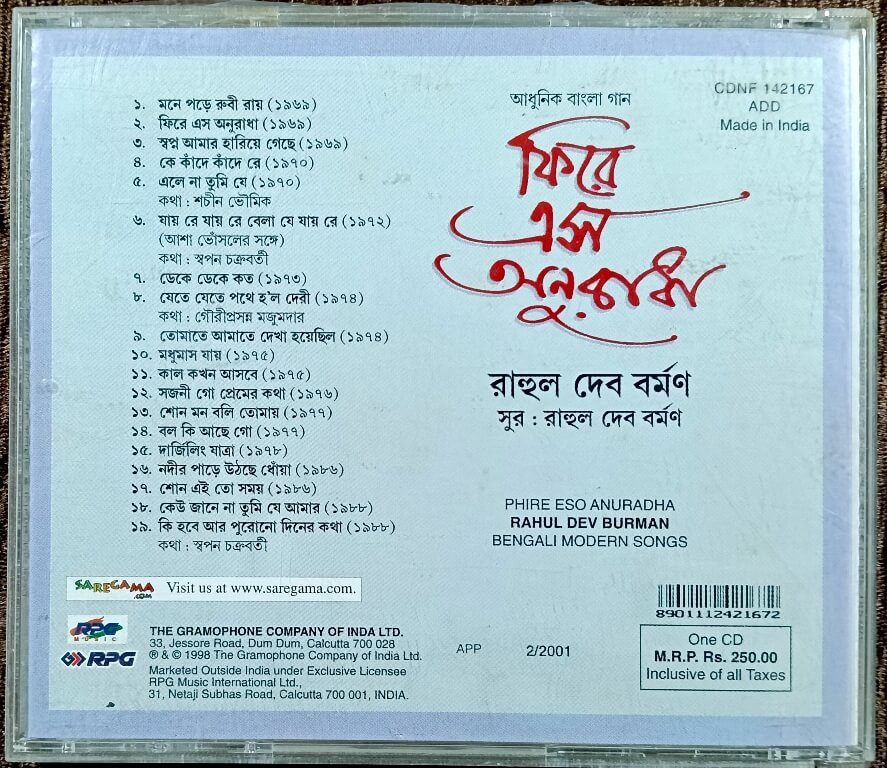 ১. মনে পড়ে রুবী রায় (১৯৬৯)
২. ফিরে এস অনুরাধা (১৯৬৯)
৩. স্বপ্ন আমার হারিয়ে গেছে (১৯৬৯)
৪. কে কাঁদে কাঁদে রে (১৯৭০)
৫. এলে না তুমি যে (১৯৭০)
কথা : শচীন ভৌমিক
৬. যায় রে যায় রে বেলা যে যায় রে (১৯৭২)
(আশা ভোঁসলের সঙ্গে)
কথা : স্বপন চক্রবর্তী
৭. ডেকে ডেকে কত (১৯৭৩)
৮. যেতে যেতে পথে হ'ল দেরী (১৯৭৪)
কথা : গৌরীপ্রসন্ন মজুমদার
৯. তোমাতে আমাতে দেখা হয়েছিল (১৯৭৪)
১০. মধুমাস যায় (১৯৭৫)
১১. কাল কখন আসবে (১৯৭৫)
১২. সজনী গো প্রেমের কথা (১৯৭৬)
১৩. শোন মন বলি তোমায় (১৯৭৭)
১৪. বল কি আছে গো (১৯৭৭)
১৫. দার্জিলিং যাত্রা (১৯৭৮)
১৬. নদীর পাড়ে উঠছে ধোঁয়া (১৯৮৬)
১৭. শোন এই তো সময় (১৯৮৬)
১৮. কেউ জানে না তুমি যে আমার (১৯৮৮)
১৯. কি হবে আর পুরোনো দিনের কথা (১৯৮৮)
কথা : স্বপন চক্রবর্তী
আধুনিক বাংলা গান
CDNF 142167
ADD
Made in India
ফিরে
এস
অনুরাধা
রাহুল দেব বর্মণ
সুর : রাহুল দেব বর্মণ
PHIRE ESO ANURADHA
RAHUL DEV BURMAN
BENGALI MODERN SONGS
SAREGAMA
.COM
Visit us at www.saregama.com.
RPG
MUSIC
RPG
THE GRAMOPHONE COMPANY OF INDA LTD.
33, Jessore Road, Dum Dum, Calcutta 700 028
® & © 1998 The Gramophone Company of India Ltd.
Marketed Outside India under Exclusive Licensee
RPG Music International Ltd.,
31, Netaji Subhas Road, Calcutta 700 001, INDIA.
APP
2/2001
8901112421672
One CD
M.R.P. Rs. 250.00
Inclusive of all Taxes